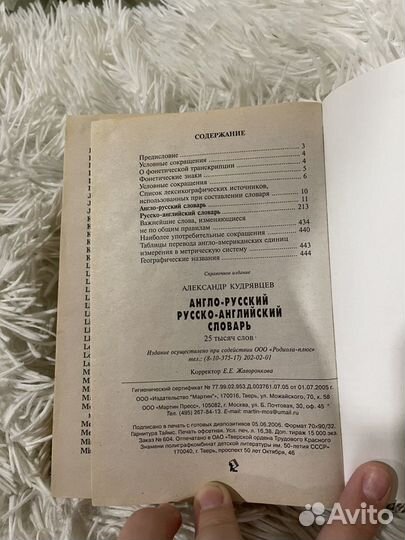 СОДЕРЖАНИЕ
Предисловие 3
Условные сокращения 4
О фонетической транскрипции 4
Фонетические знаки 5
Условные сокращения 6
Список лексикографических источников,
использованных при составлении словаря 10
Англо-русский словарь 11
Русско-английский словарь 213
Важнейшие слова, изменяющиеся
не по общим правилам 434
Наиболее употребительные сокращения 440
Таблицы перевода англо-американских единиц
измерения в метрическую систему 443
Географические названия 444
Справочное издание
АЛЕКСАНДР КУДРЯВЦЕВ
АНГЛО-РУССКИЙ
РУССКО-АНГЛИЙСКИЙ
СЛОВАРЬ
25 тысяч слов
Издание осуществлено при содействии ООО «Родиола-плюс»
тел.: (8-10-375-17) 202-02-01
Корректор Е.Е. Жаворонкова
Гигиенический сертификат № 77.99.02.953.Д.003761.07.05 от 01.07.2005 г.
ООО "Издательство "Мартин", 170016, г. Тверь, ул. Можайского, 70, к. 58
ООО «Мартин Пресс», 105082, г. Москва, ул. Б. Почтовая, 36, оф. 45
тел. (495) 267-84-13. E-mail: martin-mos@umail.ru
Подписано в печать с готовых диапозитивов 05.06.2006. Формат 70×90/32.
Гарнитура Таймс. Печать офсетная. Усл. печ. л. 16,38. Доп. тираж 15 000 экз.
Заказ № 604. Отпечатано в ОАО «Тверской ордена Трудового Красного
Знамени полиграфкомбинат детской литературы им. 50-летия СССР»
170040, г. Тверь, проспект 50 лет Октября, 46
Avito